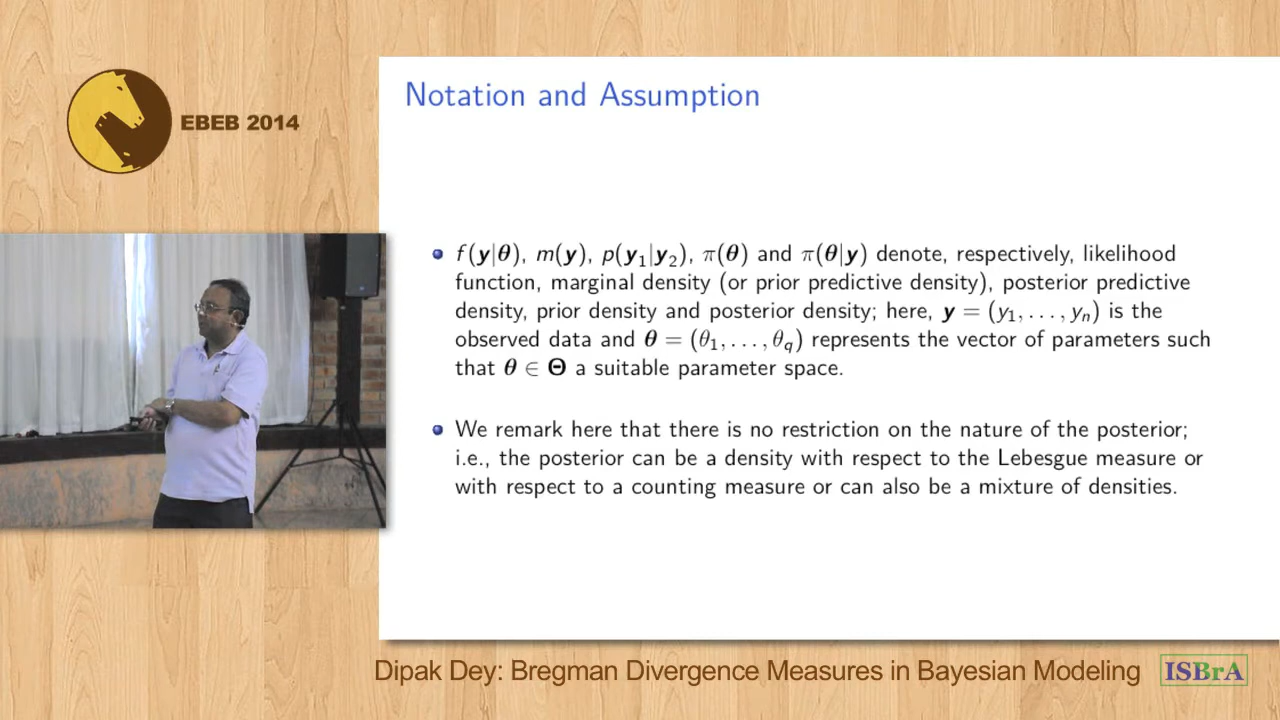 EBEB 2014
Notation and Assumption
f(y|θ), m(y), p(y₁|y₂), π(θ) and π(θ|y) denote, respectively, likelihood
function, marginal density (or prior predictive density), posterior predictive
density, prior density and posterior density; here, y = (y₁, . . . , yₙ) is the
observed data and θ = (θ₁, . . . , θ_q) represents the vector of parameters such
that θ ∈ Θ a suitable parameter space.
We remark here that there is no restriction on the nature of the posterior;
i.e., the posterior can be a density with respect to the Lebesgue measure or
with respect to a counting measure or can also be a mixture of densities.
Dipak Dey: Bregman Divergence Measures in Bayesian Modeling
ISBrA